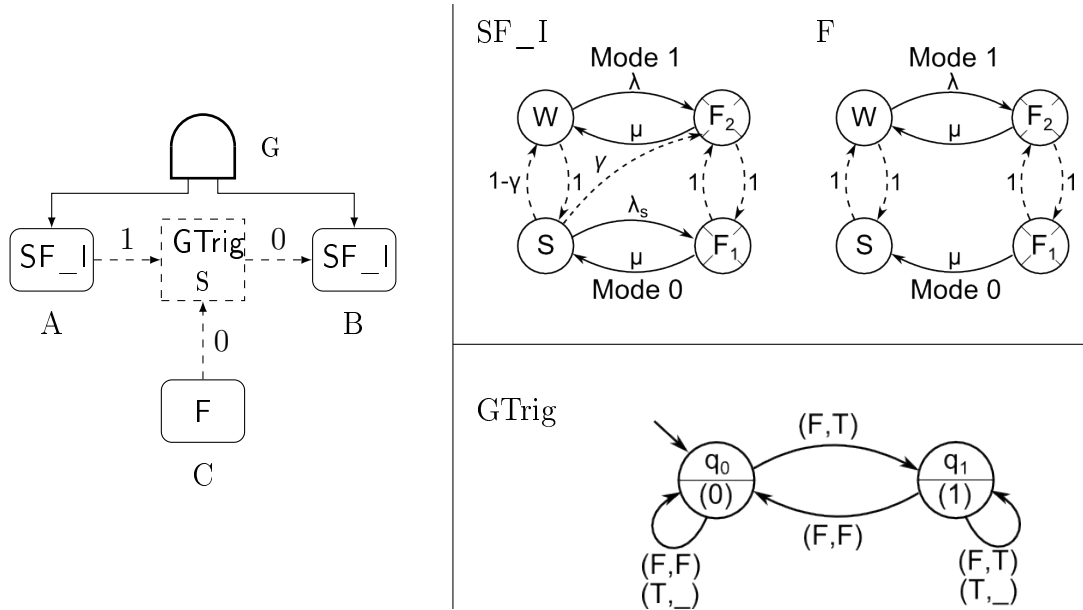 G
SF_I
1
GTrig
S
0
SF_I
A
B
0
F
C
SF_I
Mode 1
λ
W
F2
μ
1-γ
1
γ
1
1
λs
S
F1
μ
Mode 0
F
Mode 1
λ
W
F2
μ
1
1
1
1
S
F1
μ
Mode 0
GTrig
(F,T)
q0
(0)
q1
(1)
(F,F)
(F,F)
(T,_)
(F,T)
(T,_)